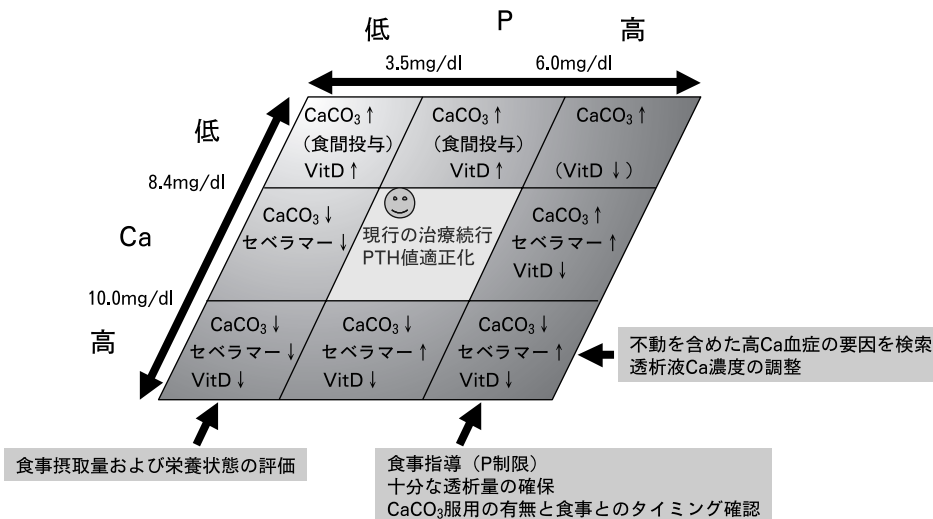 低 P 高
3.5mg/dl 6.0mg/dl
低
8.4mg/dl
Ca
10.0mg/dl
高
CaCO₃↑
(食間投与)
VitD↑
CaCO₃↑
(食間投与)
VitD↑
CaCO₃↑
(VitD↓)
CaCO₃↓
セベラマー↓
現行の治療続行
PTH値適正化
CaCO₃↑
セベラマー↑
VitD↓
CaCO₃↓
セベラマー↓
VitD↓
CaCO₃↓
セベラマー↑
VitD↓
CaCO₃↓
セベラマー↑
VitD↓
不動を含めた高Ca血症の要因を検索
透析液Ca濃度の調整
食事摂取量および栄養状態の評価
食事指導（P制限）
十分な透析量の確保
CaCO₃服用の有無と食事とのタイミング確認